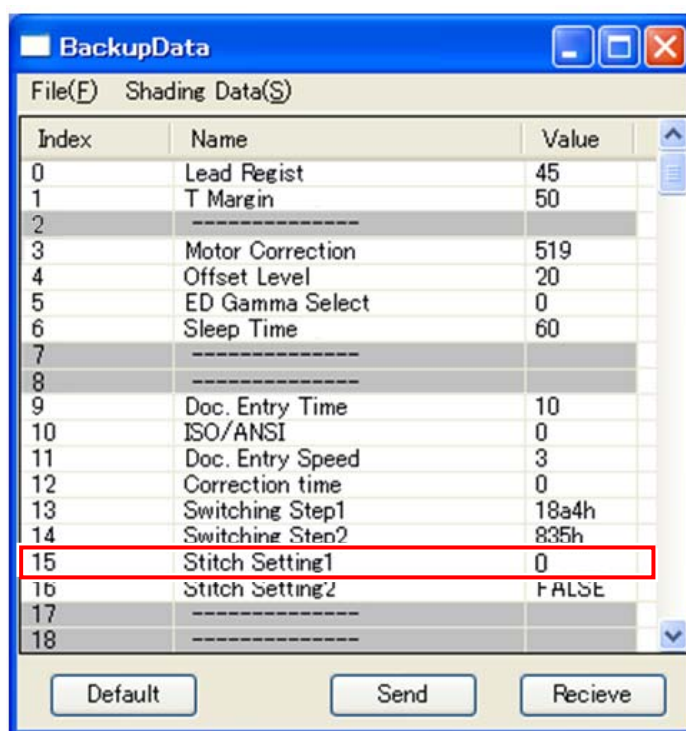 BackupData
File(F) Shading Data(S)
Index Name Value
0 Lead Regist 45
1 T Margin 50
2 --------------
3 Motor Correction 519
4 Offset Level 20
5 ED Gamma Select 0
6 Sleep Time 60
7 --------------
8 --------------
9 Doc. Entry Time 10
10 ISO/ANSI 0
11 Doc. Entry Speed 3
12 Correction time 0
13 Switching Step1 18a4h
14 Switching Step2 835h
15 Stitch Setting1 0
16 Stitch Setting2 FALSE
17 --------------
18 --------------
Default Send Recieve